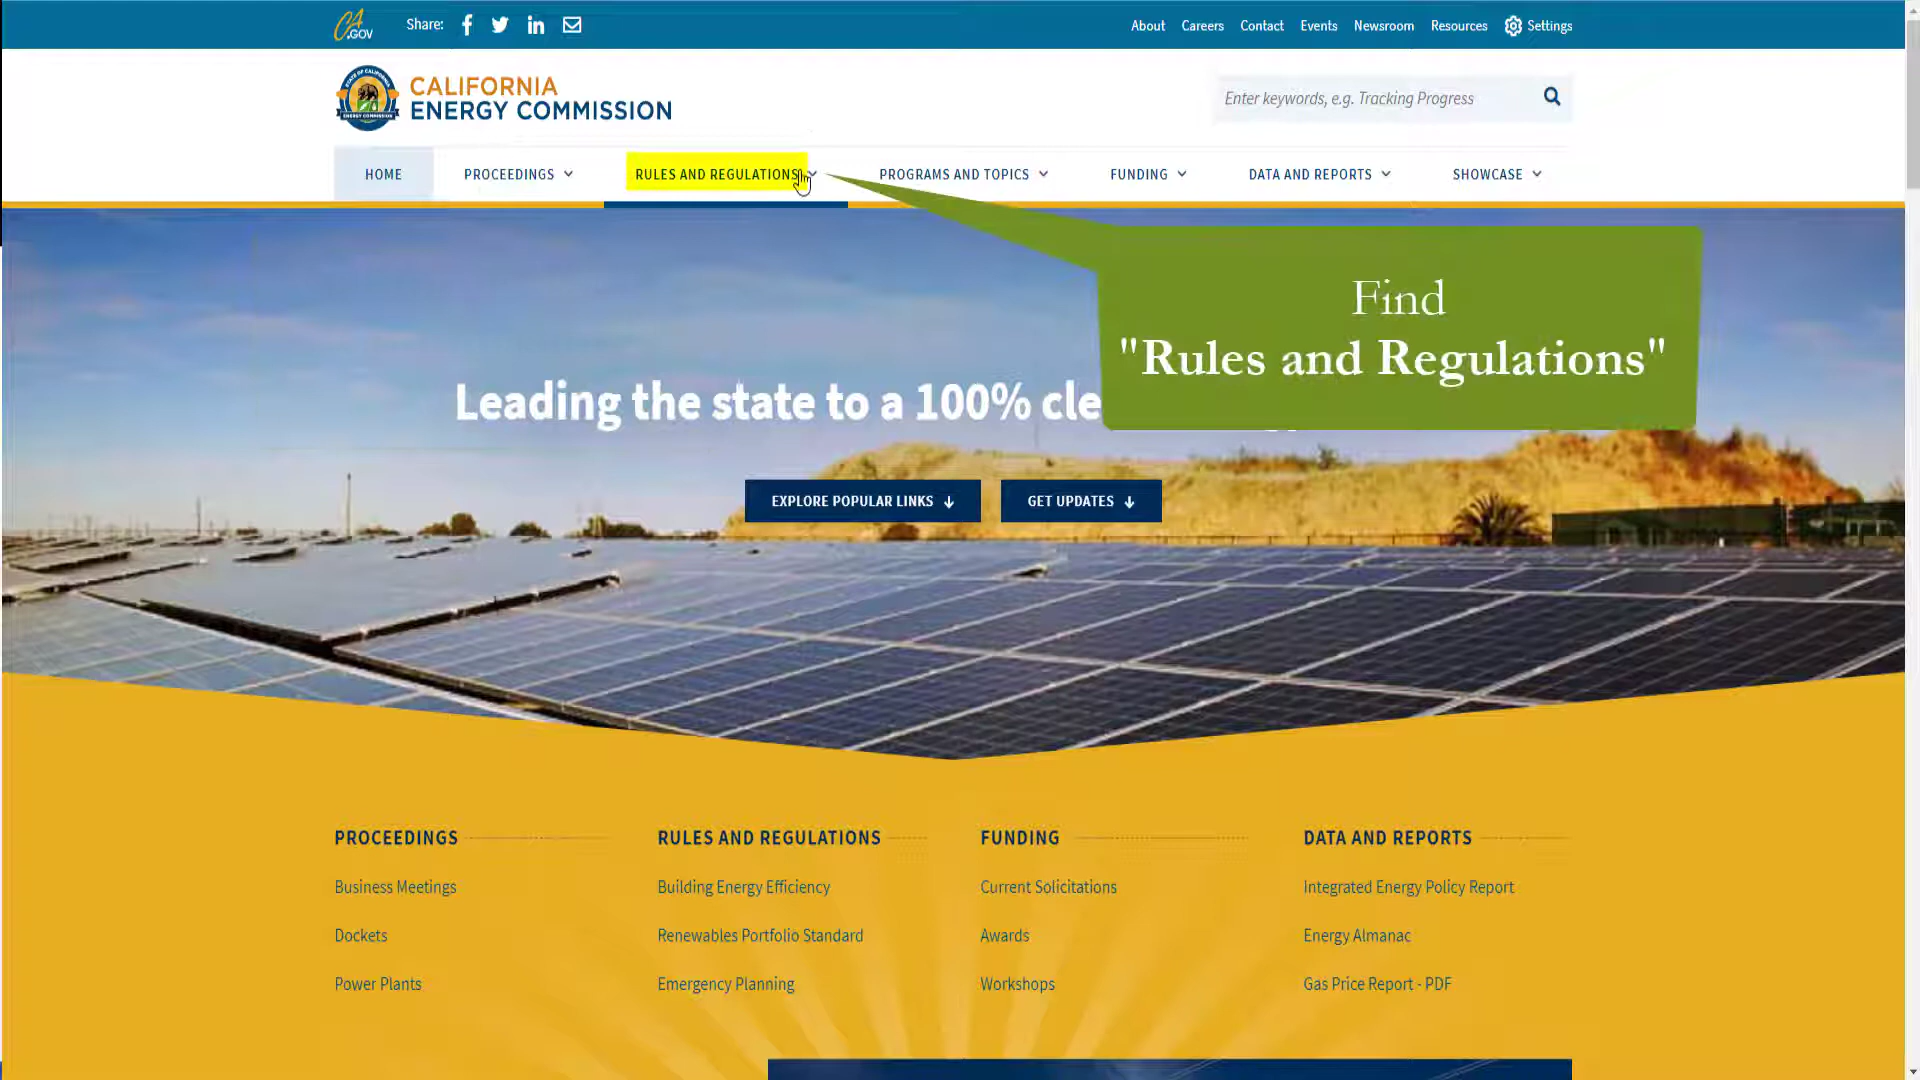 CA.GOV
Share:
About Careers Contact Events Newsroom Resources Settings
CALIFORNIA
ENERGY COMMISSION
Enter keywords, e.g. Tracking Progress
HOME PROCEEDINGS RULES AND REGULATIONS PROGRAMS AND TOPICS FUNDING DATA AND REPORTS SHOWCASE
Find
"Rules and Regulations"
Leading the state to a 100% cle
EXPLORE POPULAR LINKS GET UPDATES
PROCEEDINGS
Business Meetings
Dockets
Power Plants
RULES AND REGULATIONS
Building Energy Efficiency
Renewables Portfolio Standard
Emergency Planning
FUNDING
Current Solicitations
Awards
Workshops
DATA AND REPORTS
Integrated Energy Policy Report
Energy Almanac
Gas Price Report - PDF